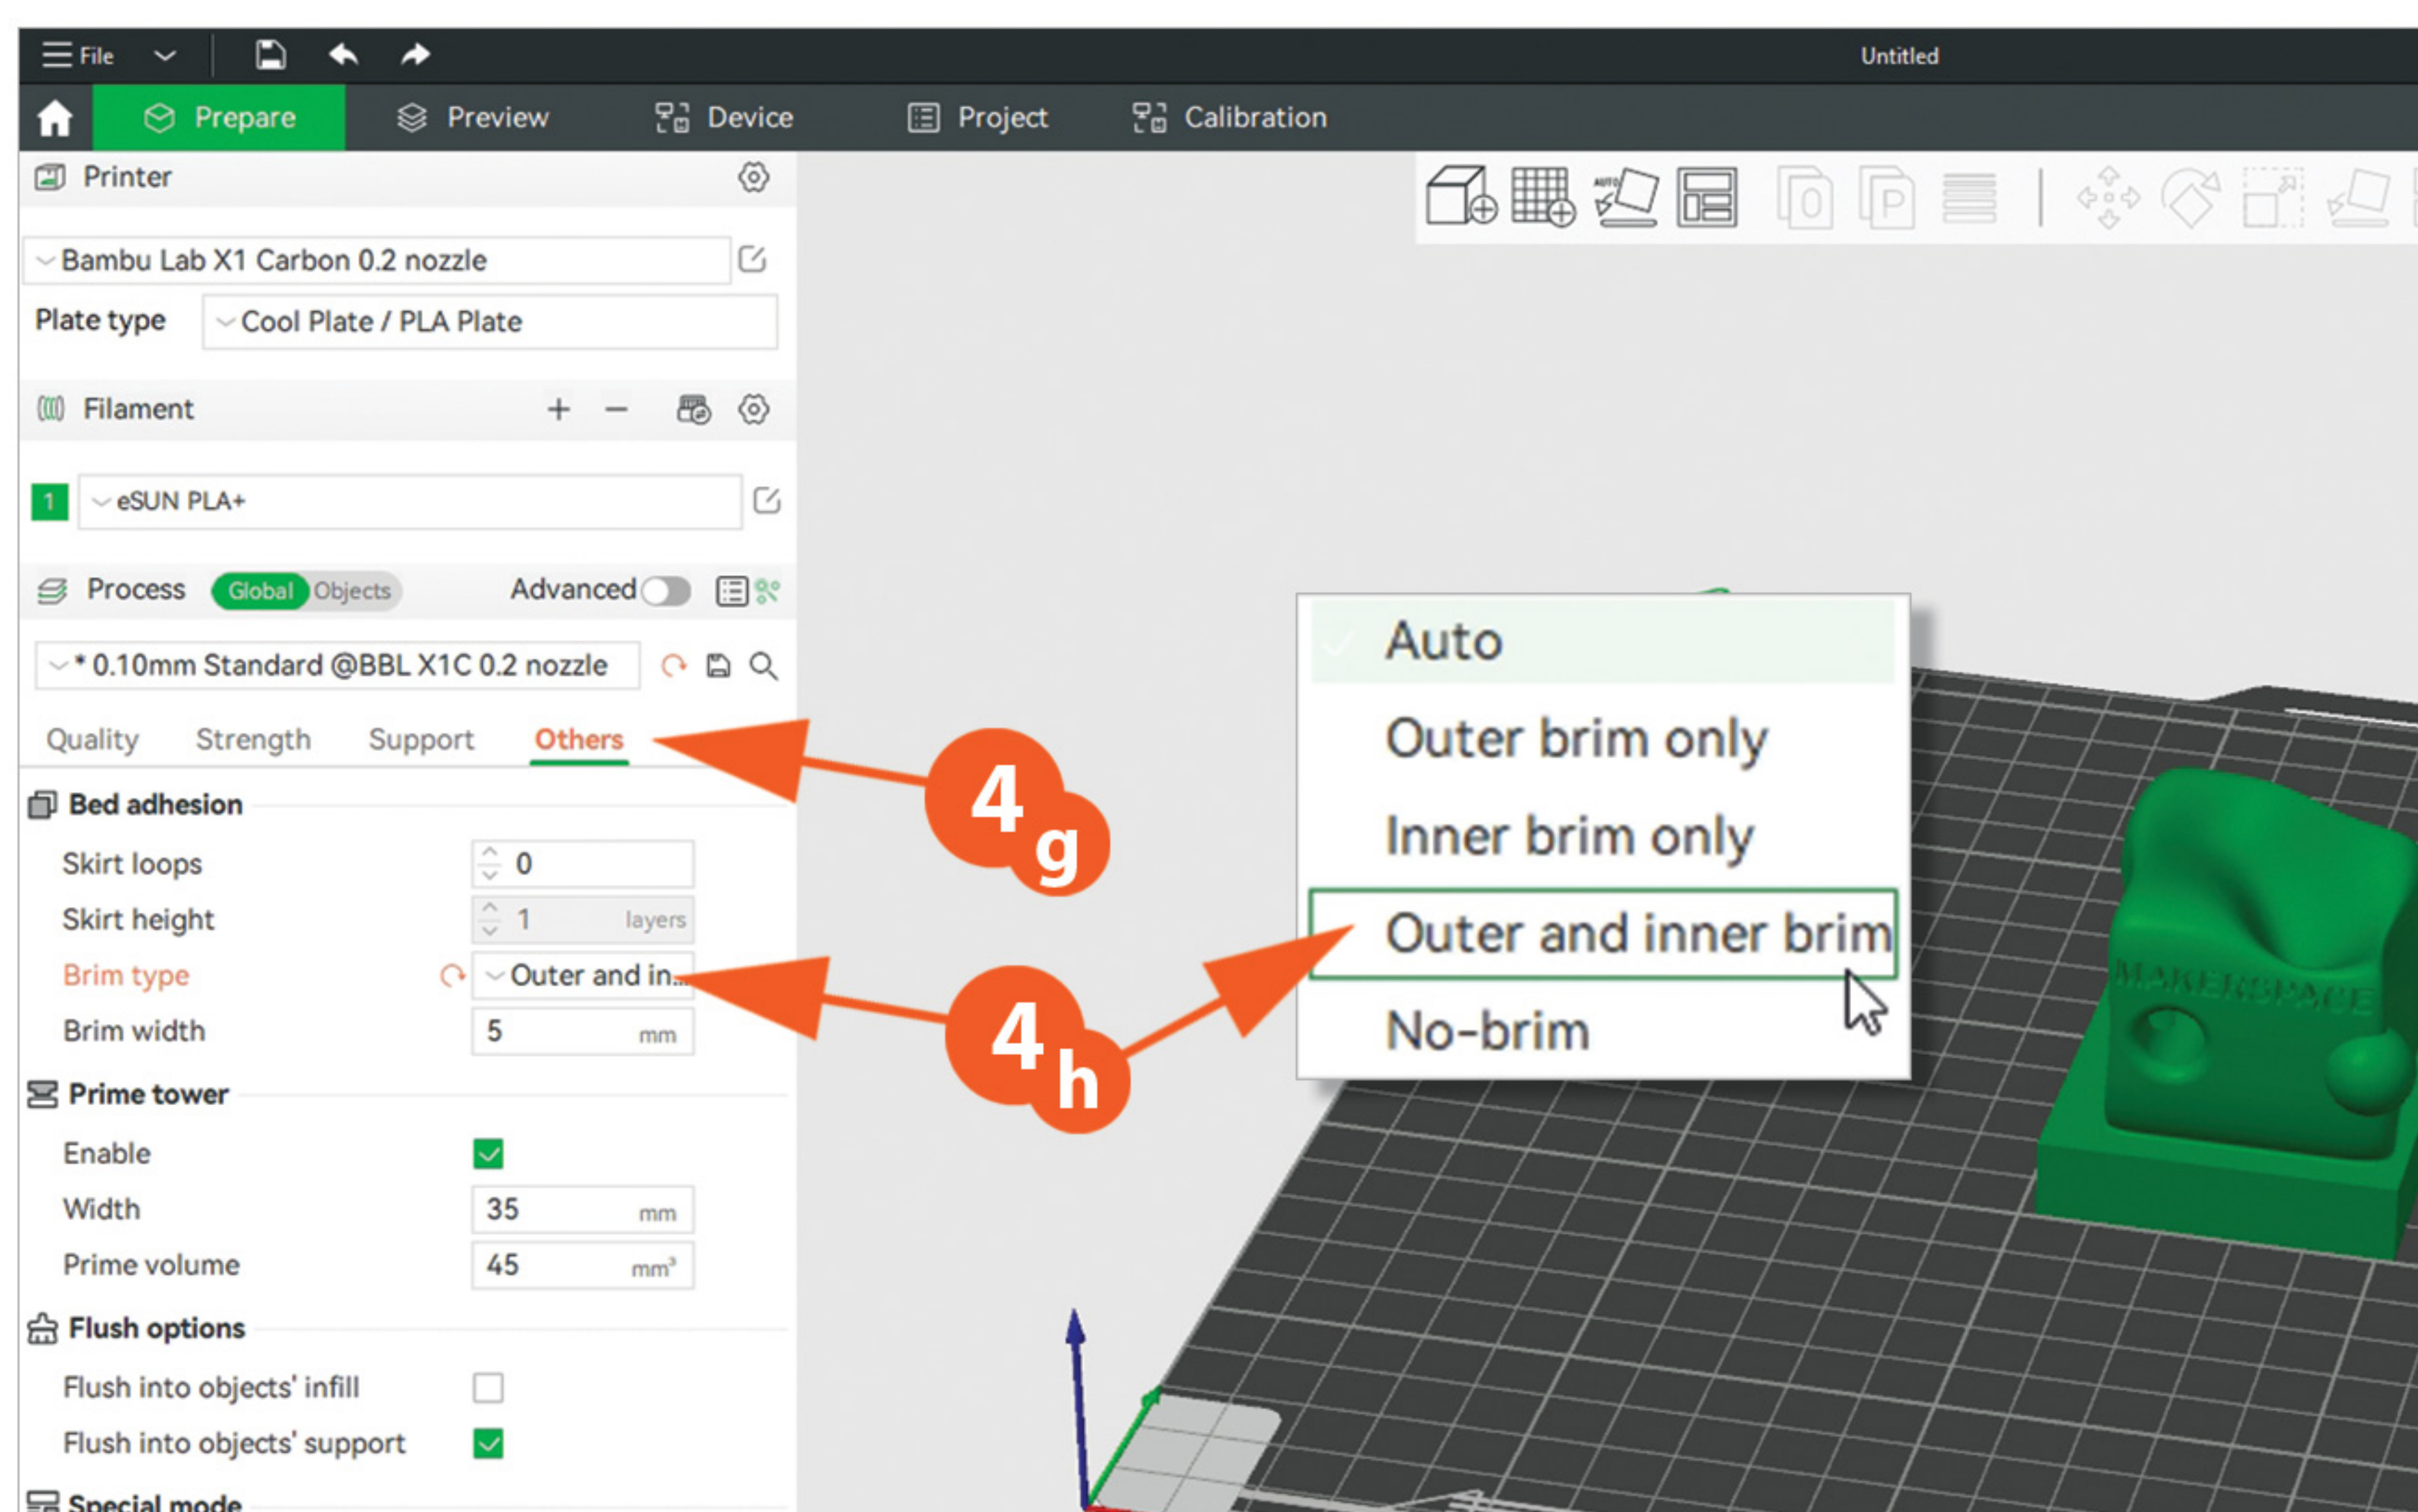 File
Untitled
Prepare
Preview
Device
Project
Calibration
Printer
Bambu Lab X1 Carbon 0.2 nozzle
Plate type
Cool Plate / PLA Plate
AUTO
O
P
Filament
+ −
1
eSUN PLA+
Process
Global
Objects
Advanced
* 0.10mm Standard @BBL X1C 0.2 nozzle
Quality
Strength
Support
Others
4g
Bed adhesion
Skirt loops
0
Skirt height
1 layers
Brim type
Outer and in...
4h
Brim width
5 mm
Prime tower
Enable
Width
35 mm
Prime volume
45 mm³
Flush options
Flush into objects' infill
Flush into objects' support
Special mode
Auto
Outer brim only
Inner brim only
Outer and inner brim
No-brim
MAKERSPACE